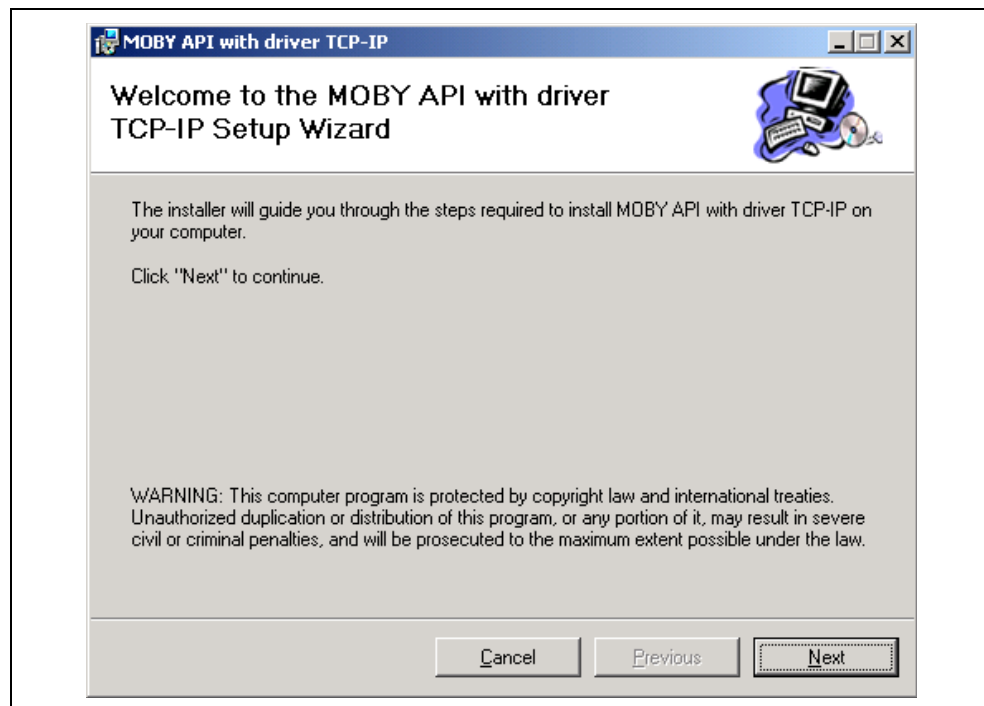 MOBY API with driver TCP-IP
Welcome to the MOBY API with driver
TCP-IP Setup Wizard
The installer will guide you through the steps required to install MOBY API with driver TCP-IP on
your computer.
Click "Next" to continue.
WARNING: This computer program is protected by copyright law and international treaties.
Unauthorized duplication or distribution of this program, or any portion of it, may result in severe
civil or criminal penalties, and will be prosecuted to the maximum extent possible under the law.
Cancel
Previous
Next